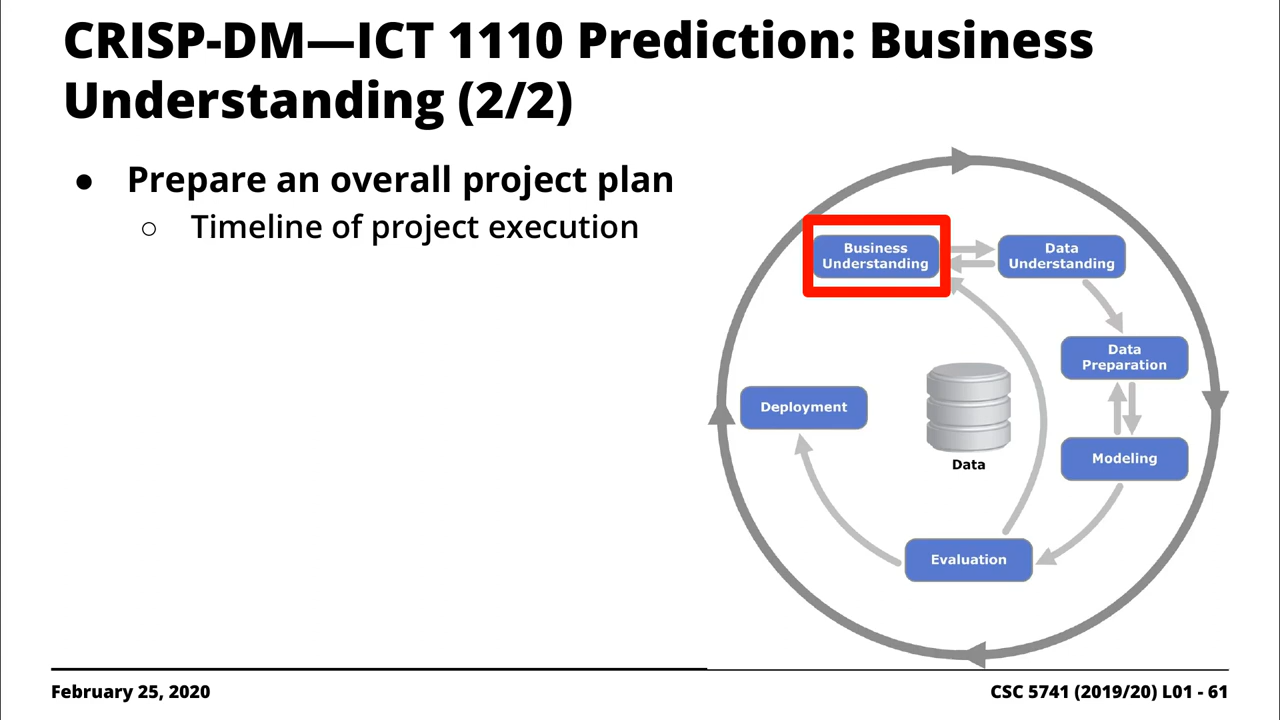 CRISP-DM—ICT 1110 Prediction: Business
Understanding (2/2)
● Prepare an overall project plan
○ Timeline of project execution
Business
Understanding
Data
Understanding
Data
Preparation
Deployment
Data
Modeling
Evaluation
February 25, 2020
CSC 5741 (2019/20) L01 - 61